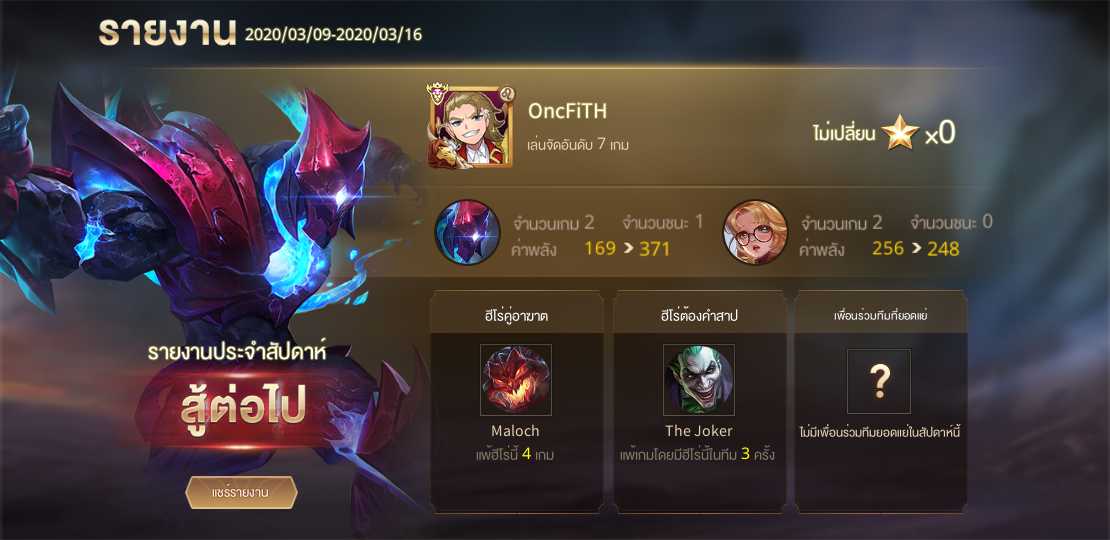 รายงาน 2020/03/09-2020/03/16
OncFiTH
เล่นจัดอันดับ 7 เกม
ไม่เปลี่ยน x0
จำนวนเกม 2 จำนวนชนะ 1
ค่าพลัง 169 > 371
จำนวนเกม 2 จำนวนชนะ 0
ค่าพลัง 256 > 248
รายงานประจำสัปดาห์
สู้ต่อไป
แชร์รายงาน
ฮีโร่คู่อาฆาต
Maloch
แพ้ฮีโร่นี้ 4 เกม
ฮีโร่ต้องคำสาป
The Joker
แพ้เกมโดยมีฮีโร่นี้ในทีม 3 ครั้ง
เพื่อนร่วมทีมที่ยอดแย่
?
ไม่มีเพื่อนร่วมทีมยอดแย่ในสัปดาห์นี้